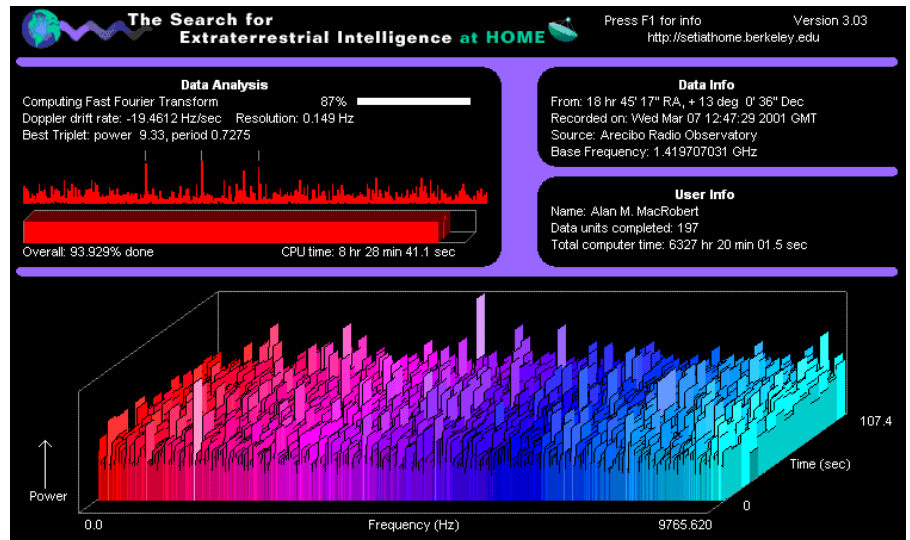 The Search for
Extraterrestrial Intelligence at HOME
Press F1 for info
Version 3.03
http://setiathome.berkeley.edu
Data Analysis
Computing Fast Fourier Transform 87%
Doppler drift rate: -19.4612 Hz/sec Resolution: 0.149 Hz
Best Triplet: power 9.33, period 0.7275
Overall: 93.929% done CPU time: 8 hr 28 min 41.1 sec
Data Info
From: 18 hr 45' 17" RA, + 13 deg 0' 36" Dec
Recorded on: Wed Mar 07 12:47:29 2001 GMT
Source: Arecibo Radio Observatory
Base Frequency: 1.419707031 GHz
User Info
Name: Alan M. MacRobert
Data units completed: 197
Total computer time: 6327 hr 20 min 01.5 sec
107.4
Time (sec)
0
Power
0.0 Frequency (Hz) 9765.620